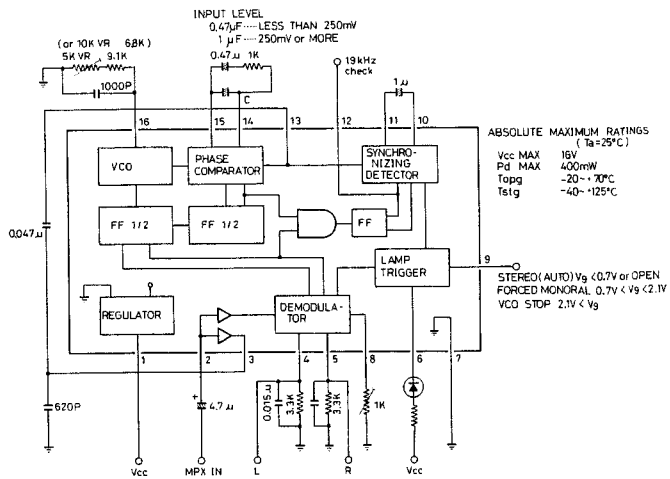 INPUT LEVEL
0.47µF ---- LESS THAN 250mV
1 µF ---- 250mV or MORE
(or 10K VR 6.8K)
5K VR 9.1K
0.47µ 1K
19kHz
check
1µ
1000P
C
16 15 14 13 12 11 10
ABSOLUTE MAXIMUM RATINGS
(Ta=25°C)
Vcc MAX 16V
Pd MAX 400mW
Topg -20~+70°C
Tstg -40~+125°C
VCO
PHASE
COMPARATOR
SYNCHRO-
NIZING
DETECTOR
FF 1/2
FF 1/2
FF
0.047µ
LAMP
TRIGGER
9
STEREO(AUTO) V9 <0.7V or OPEN
FORCED MONORAL 0.7V < V9 <2.1V
VCO STOP 2.1V < V9
REGULATOR
DEMODULA-
TOR
1 2 3 4 5 8 6 7
620P
+
4.7µ
0.015µ
3.3K
3.3K
1K
Vcc
MPX IN
L
R
Vcc